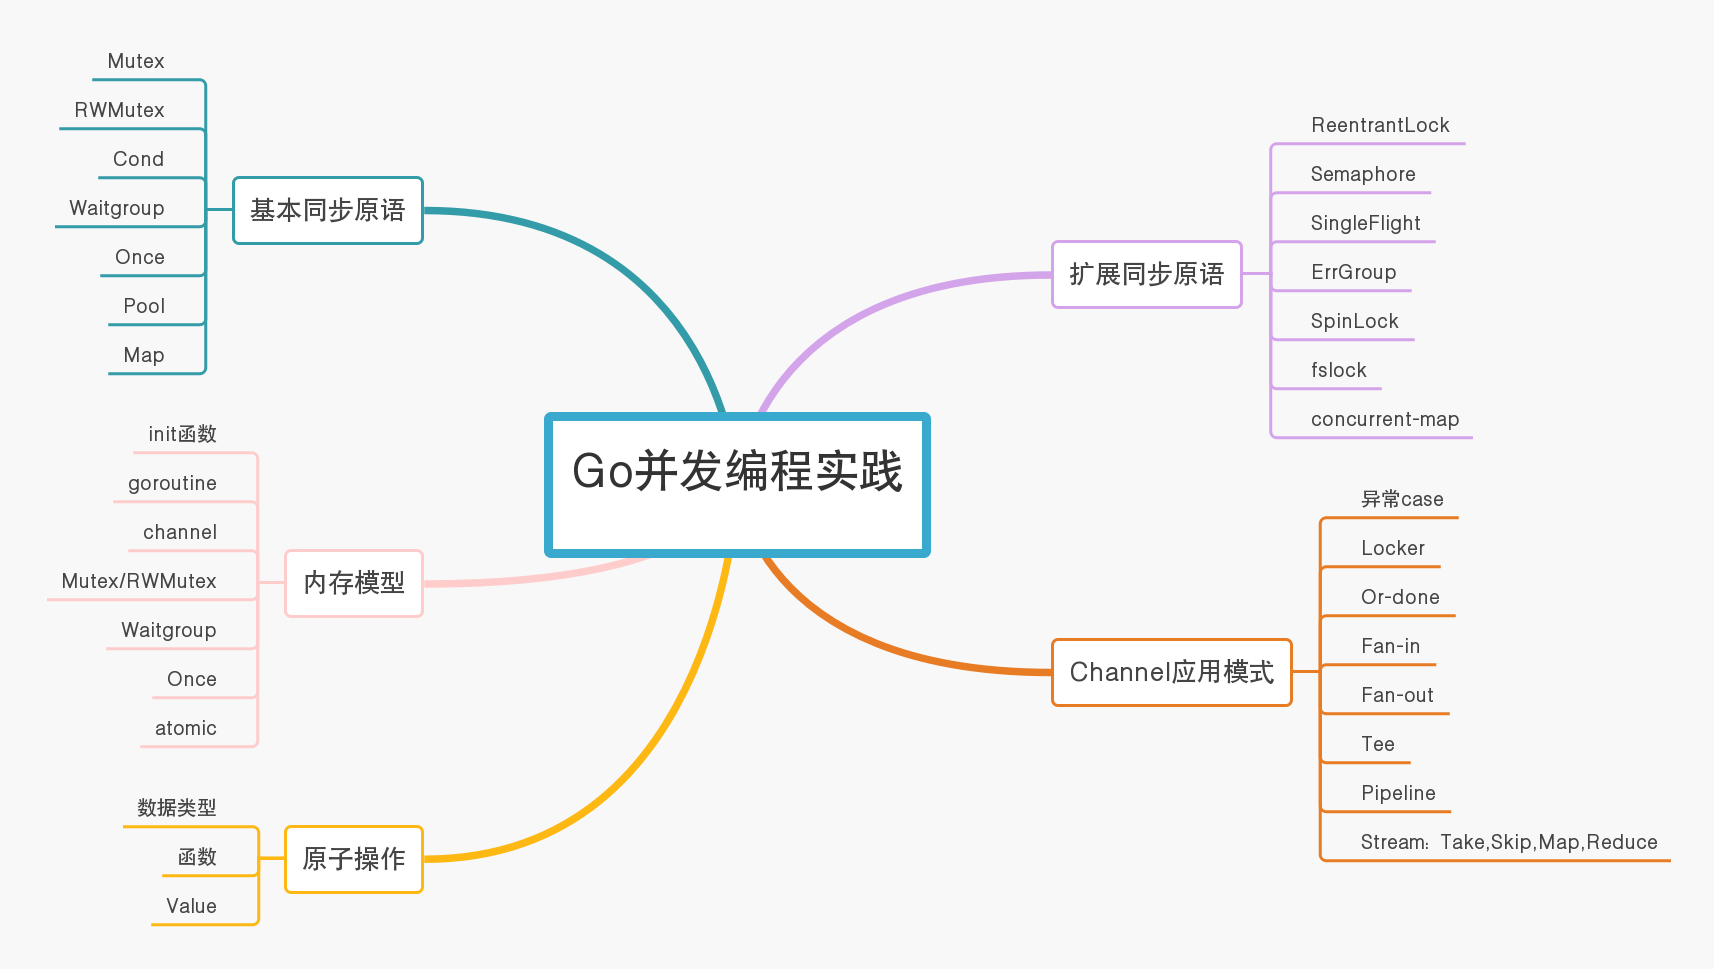 Go并发编程实践
基本同步原语
Mutex
RWMutex
Cond
Waitgroup
Once
Pool
Map
内存模型
init函数
goroutine
channel
Mutex/RWMutex
Waitgroup
Once
atomic
原子操作
数据类型
函数
Value
扩展同步原语
ReentrantLock
Semaphore
SingleFlight
ErrGroup
SpinLock
fslock
concurrent-map
Channel应用模式
异常case
Locker
Or-done
Fan-in
Fan-out
Tee
Pipeline
Stream: Take,Skip,Map,Reduce